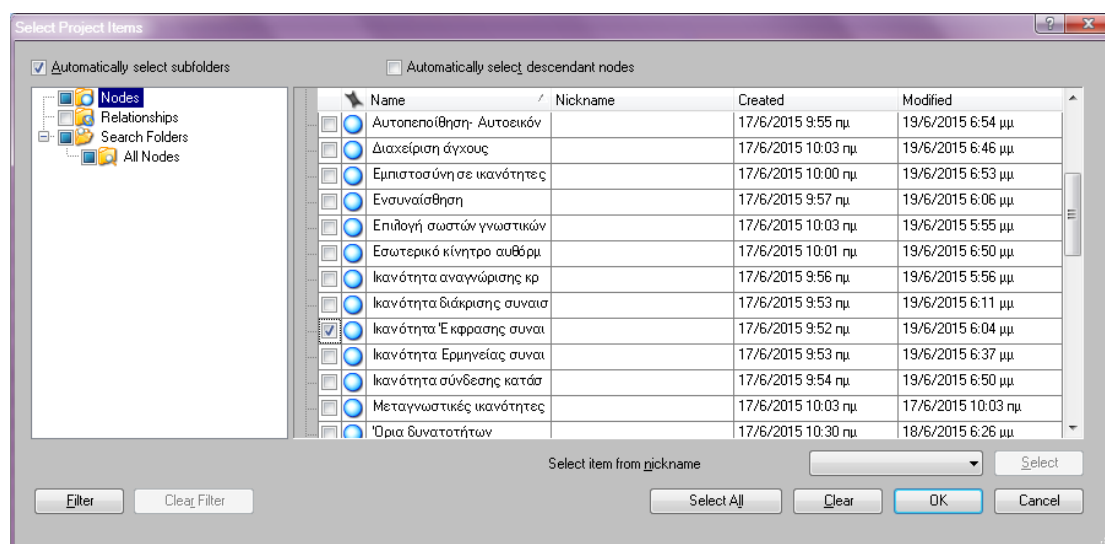 Select Project Items
Automatically select subfolders
Automatically select descendant nodes
Nodes
Relationships
Search Folders
All Nodes
Name Nickname Created Modified
Αυτοπεποίθηση- Αυτοεικόν 17/6/2015 9:55 πμ 19/6/2015 6:54 μμ
Διαχείριση άγχους 17/6/2015 10:03 πμ 19/6/2015 6:46 μμ
Εμπιστοσύνη σε ικανότητες 17/6/2015 10:00 πμ 19/6/2015 6:53 μμ
Ενσυναίσθηση 17/6/2015 9:57 πμ 19/6/2015 6:06 μμ
Επιλογή σωστών γνωστικών 17/6/2015 10:03 πμ 19/6/2015 5:55 μμ
Εσωτερικό κίνητρο αυθόρμ 17/6/2015 10:01 πμ 19/6/2015 6:50 μμ
Ικανότητα αναγνώρισης κρ 17/6/2015 9:56 πμ 19/6/2015 5:56 μμ
Ικανότητα διάκρισης συναισ 17/6/2015 9:53 πμ 19/6/2015 6:11 μμ
Ικανότητα Έκφρασης συναι 17/6/2015 9:52 πμ 19/6/2015 6:04 μμ
Ικανότητα Ερμηνείας συναι 17/6/2015 9:53 πμ 19/6/2015 6:37 μμ
Ικανότητα σύνδεσης κατάσ 17/6/2015 9:54 πμ 19/6/2015 6:50 μμ
Μεταγνωστικές ικανότητες 17/6/2015 10:03 πμ 17/6/2015 10:03 πμ
Όρια δυνατοτήτων 17/6/2015 10:30 πμ 18/6/2015 6:26 μμ
Select item from nickname Select
Filter Clear Filter Select All Clear OK Cancel